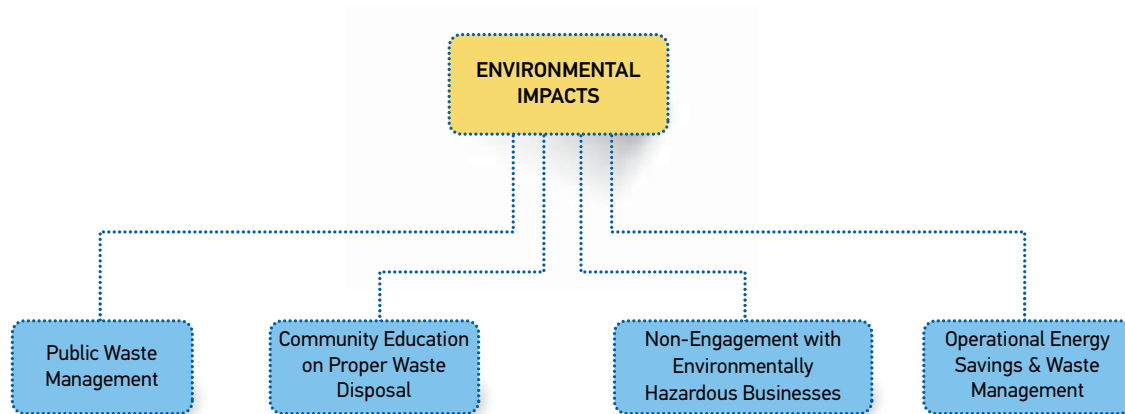 ENVIRONMENTAL
IMPACTS
Public Waste
Management
Community Education
on Proper Waste
Disposal
Non-Engagement with
Environmentally
Hazardous Businesses
Operational Energy
Savings & Waste
Management